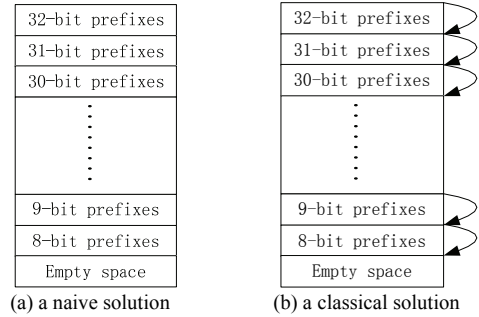 32-bit prefixes
31-bit prefixes
30-bit prefixes
9-bit prefixes
8-bit prefixes
Empty space
(a) a naive solution
32-bit prefixes
31-bit prefixes
30-bit prefixes
9-bit prefixes
8-bit prefixes
Empty space
(b) a classical solution